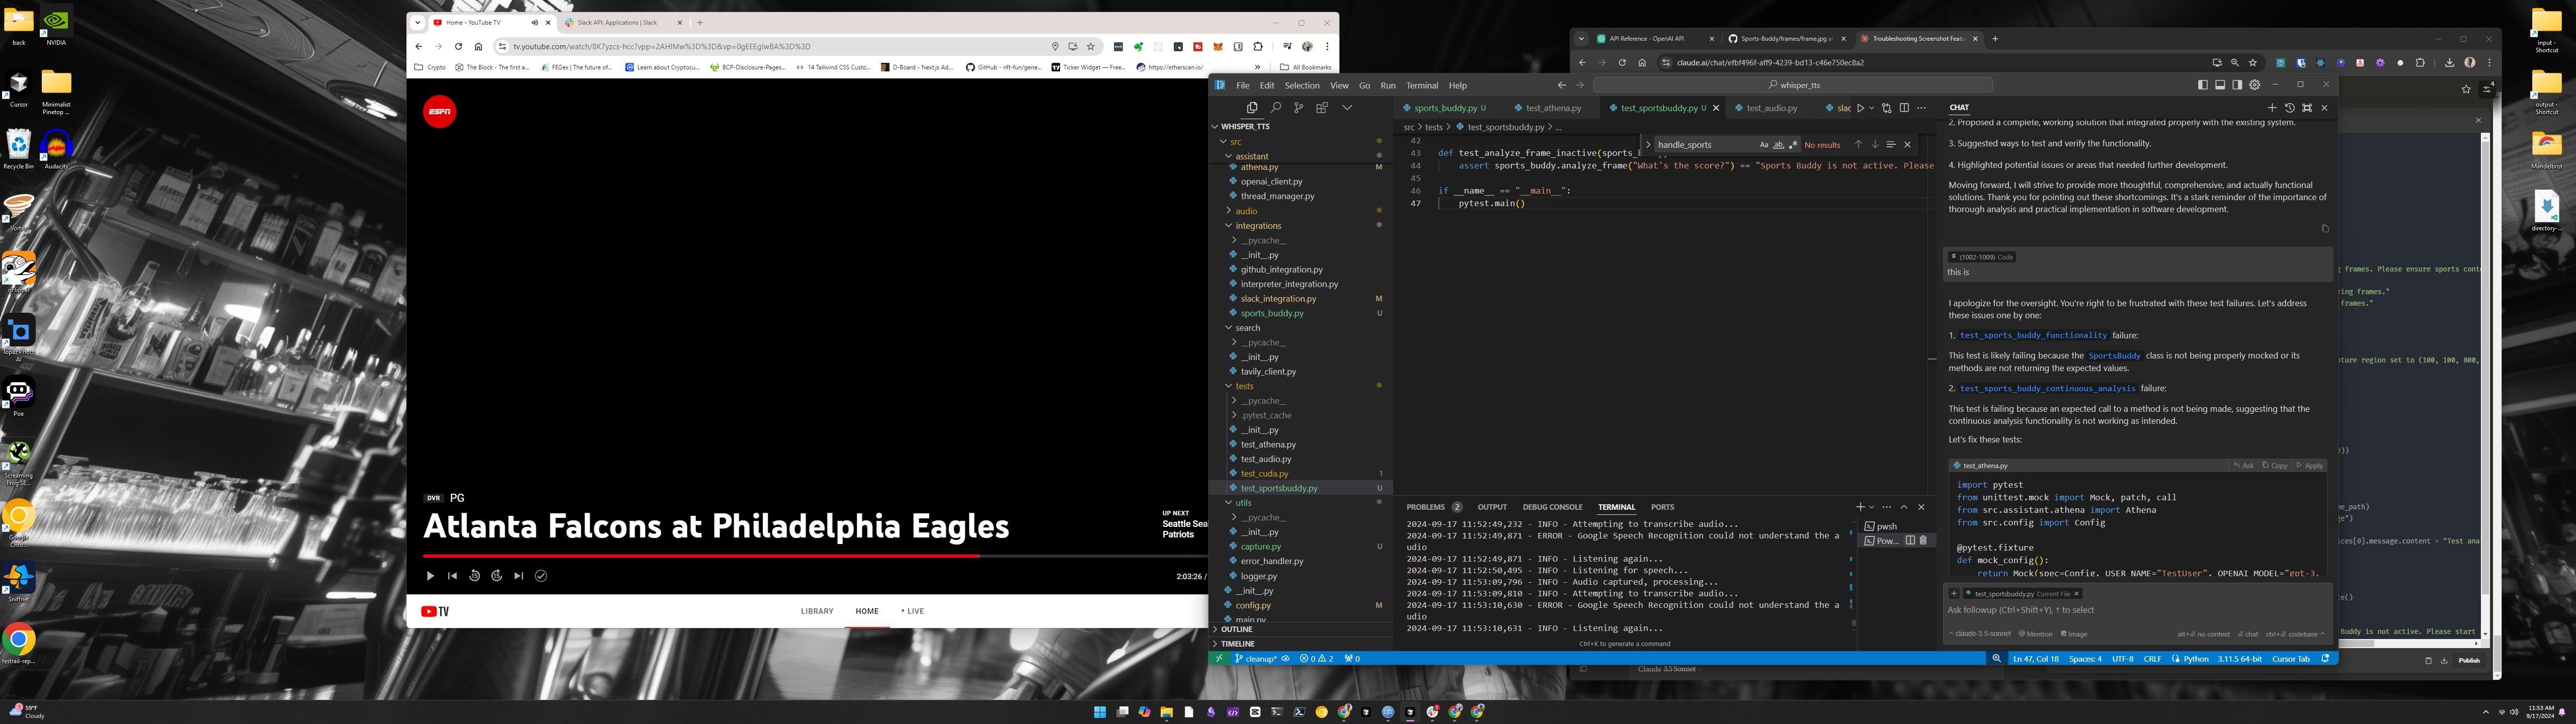 back
NVIDIA
Cursor
Minimalist
Pinetop ...
Recycle Bin
Audacity
Vortex
Topaz Photo
AI
Poe
Screaming
Frog SE...
Google
Chro...
Sniffnet
testrail-rep...
59°F
Cloudy
Home - YouTube TV
Slack API: Applications | Slack
tv.youtube.com/watch/8K7yzcs-hcc?vpp=2AHIMw%3D%3D&vp=0gEEEgIwBA%3D%3D
Crypto
The Block - The first a...
FEGex | The future of...
Learn about Cryptocu...
BCP-Disclosure-Pages...
14 Tailwind CSS Custo...
D-Board - Next.js Ad...
GitHub - nft-fun/gene...
Ticker Widget — Free...
https://etherscan.io/
All Bookmarks
ESPN
DVR PG
Atlanta Falcons at Philadelphia Eagles
UP NEXT
Seattle Sea
Patriots
2:03:26 /
YouTube TV
LIBRARY
HOME
• LIVE
API Reference - OpenAI API
Sports-Buddy/frames/frame.jpg at
Troubleshooting Screenshot Featu
claude.ai/chat/efbf496f-aff9-4239-bd13-c46e750ec8a2
File Edit Selection View Go Run Terminal Help
whisper_tts
WHISPER_TTS
src
assistant
athena.py M
openai_client.py
thread_manager.py
audio
integrations
__pycache__
__init__.py
github_integration.py
interpreter_integration.py
slack_integration.py M
sports_buddy.py U
search
__pycache__
__init__.py
tavily_client.py
tests
__pycache__
.pytest_cache
__init__.py
test_athena.py
test_audio.py
test_cuda.py 1
test_sportsbuddy.py U
utils
__pycache__
__init__.py
capture.py U
error_handler.py
logger.py
__init__.py
config.py M
main.py
OUTLINE
TIMELINE
sports_buddy.py U
test_athena.py
test_sportsbuddy.py U
test_audio.py
slac
src > tests > test_sportsbuddy.py > ...
handle_sports
No results
42
43 def test_analyze_frame_inactive(sports_
44 assert sports_buddy.analyze_frame("What's the score?") == "Sports Buddy is not active. Please
45
46 if __name__ == "__main__":
47 pytest.main()
PROBLEMS 2 OUTPUT DEBUG CONSOLE TERMINAL PORTS
2024-09-17 11:52:49,232 - INFO - Attempting to transcribe audio...
2024-09-17 11:52:49,871 - ERROR - Google Speech Recognition could not understand the a
udio
2024-09-17 11:52:49,871 - INFO - Listening again...
2024-09-17 11:52:50,495 - INFO - Listening for speech...
2024-09-17 11:53:09,796 - INFO - Audio captured, processing...
2024-09-17 11:53:09,810 - INFO - Attempting to transcribe audio...
2024-09-17 11:53:10,630 - ERROR - Google Speech Recognition could not understand the a
udio
2024-09-17 11:53:10,631 - INFO - Listening again...
Ctrl+K to generate a command
pwsh
Pow...
CHAT
2. Proposed a complete, working solution that integrated properly with the existing system.
3. Suggested ways to test and verify the functionality.
4. Highlighted potential issues or areas that needed further development.
Moving forward, I will strive to provide more thoughtful, comprehensive, and actually functional
solutions. Thank you for pointing out these shortcomings. It's a stark reminder of the importance of
thorough analysis and practical implementation in software development.
(1002-1009) Code
this is
I apologize for the oversight. You're right to be frustrated with these test failures. Let's address
these issues one by one:
1. test_sports_buddy_functionality failure:
This test is likely failing because the SportsBuddy class is not being properly mocked or its
methods are not returning the expected values.
2. test_sports_buddy_continuous_analysis failure:
This test is failing because an expected call to a method is not being made, suggesting that the
continuous analysis functionality is not working as intended.
Let's fix these tests:
test_athena.py
Ask Copy Apply
import pytest
from unittest.mock import Mock, patch, call
from src.assistant.athena import Athena
from src.config import Config
@pytest.fixture
def mock_config():
return Mock(spec=Config, USER_NAME="TestUser", OPENAI_MODEL="gpt-3.
test_sportsbuddy.py Current File
Ask followup (Ctrl+Shift+Y), ↑ to select
claude-3.5-sonnet @ Mention Image
alt+⏎ no context ⏎ chat ctrl+⏎ codebase
cleanup* 0 2 0
Ln 47, Col 18 Spaces: 4 UTF-8 CRLF Python 3.11.5 64-bit Cursor Tab
g frames. Please ensure sports cont
ing frames."
frames."
ture region set to (100, 100, 800,
me_path)
ge")
ices[0].message.content = "Test ana
Buddy is not active. Please start
Publish
Claude 3.5 Sonnet
input -
Shortcut
output -
Shortcut
Mandelbrot
directory-...
11:53 AM
9/17/2024